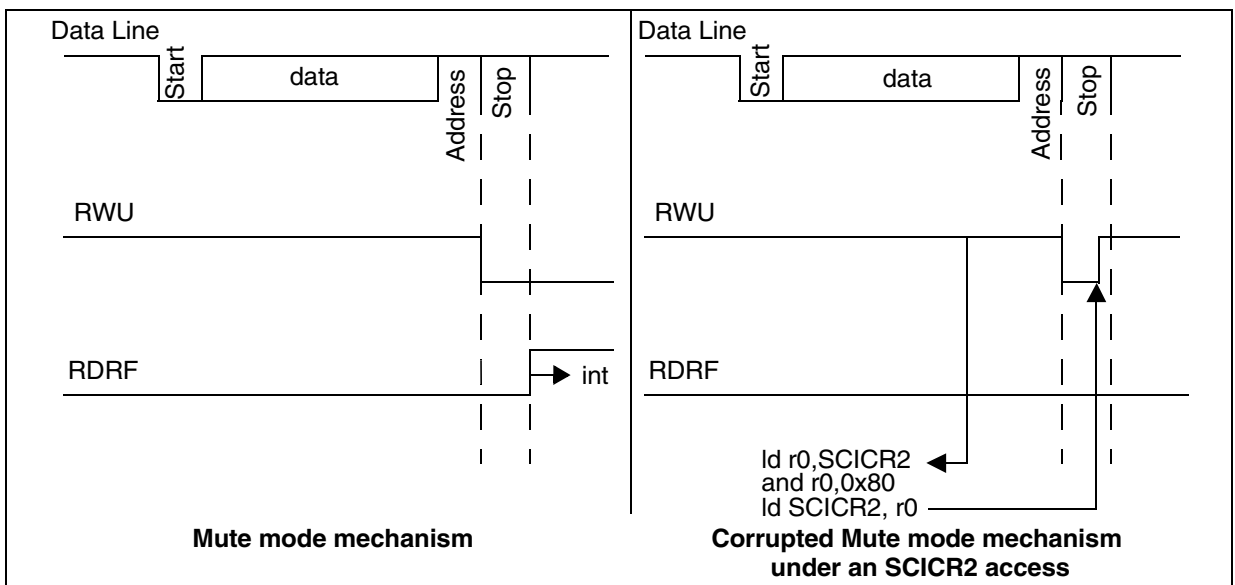 Data Line
Start
data
Address
Stop
RWU
RDRF
int
Mute mode mechanism
Data Line
Start
data
Address
Stop
RWU
RDRF
ld r0,SCICR2
and r0,0x80
ld SCICR2, r0
Corrupted Mute mode mechanism
under an SCICR2 access